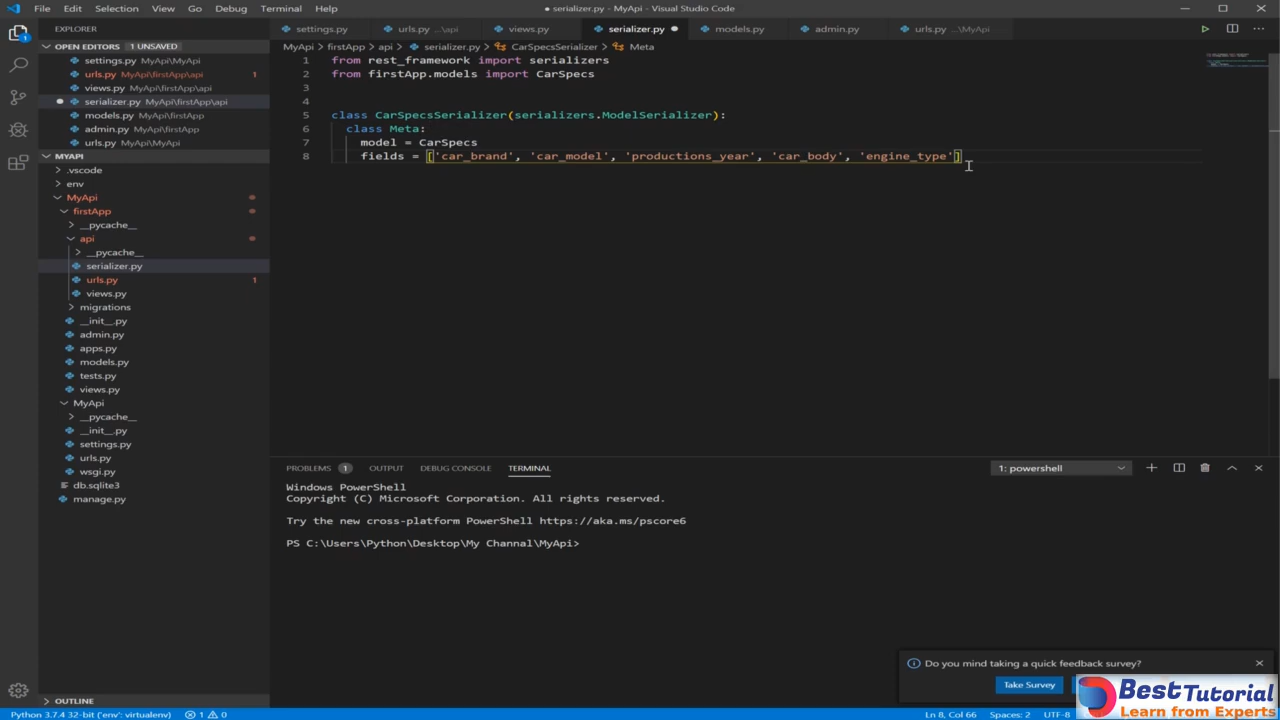 File Edit Selection View Go Debug Terminal Help
● serializer.py - MyApi - Visual Studio Code
EXPLORER
OPEN EDITORS 1 UNSAVED
settings.py MyApi\MyApi
urls.py MyApi\firstApp\api 1
views.py MyApi\firstApp\api
serializer.py MyApi\firstApp\api
models.py MyApi\firstApp
admin.py MyApi\firstApp
urls.py MyApi\MyApi
MYAPI
.vscode
env
MyApi
firstApp
__pycache__
api
__pycache__
serializer.py
urls.py 1
views.py
migrations
__init__.py
admin.py
apps.py
models.py
tests.py
views.py
MyApi
__pycache__
__init__.py
settings.py
urls.py
wsgi.py
db.sqlite3
manage.py
OUTLINE
settings.py urls.py ...\api views.py serializer.py models.py admin.py urls.py ...\MyApi
MyApi > firstApp > api > serializer.py > CarSpecsSerializer > Meta
1 from rest_framework import serializers
2 from firstApp.models import CarSpecs
3
4
5 class CarSpecsSerializer(serializers.ModelSerializer):
6 class Meta:
7 model = CarSpecs
8 fields = ['car_brand', 'car_model', 'productions_year', 'car_body', 'engine_type']
PROBLEMS 1 OUTPUT DEBUG CONSOLE TERMINAL
1: powershell
Windows PowerShell
Copyright (C) Microsoft Corporation. All rights reserved.
Try the new cross-platform PowerShell https://aka.ms/pscore6
PS C:\Users\Python\Desktop\My Channal\MyApi>
Do you mind taking a quick feedback survey?
Take Survey
BestTutorial
Learn from Experts
Python 3.7.4 32-bit ('env': virtualenv) 1 0
Ln 8, Col 66 Spaces: 2 UTF-8